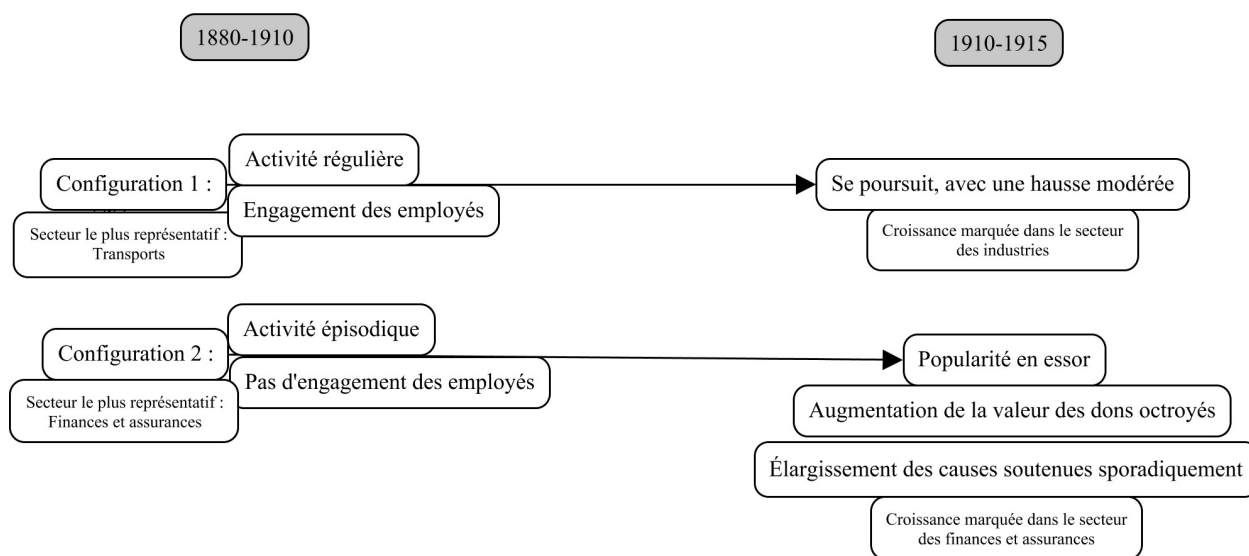 1880-1910
1910-1915
Activité régulière
Configuration 1 :
Engagement des employés
Secteur le plus représentatif :
Transports
Se poursuit, avec une hausse modérée
Croissance marquée dans le secteur
des industries
Activité épisodique
Configuration 2 :
Pas d'engagement des employés
Secteur le plus représentatif :
Finances et assurances
Popularité en essor
Augmentation de la valeur des dons octroyés
Élargissement des causes soutenues sporadiquement
Croissance marquée dans le secteur
des finances et assurances